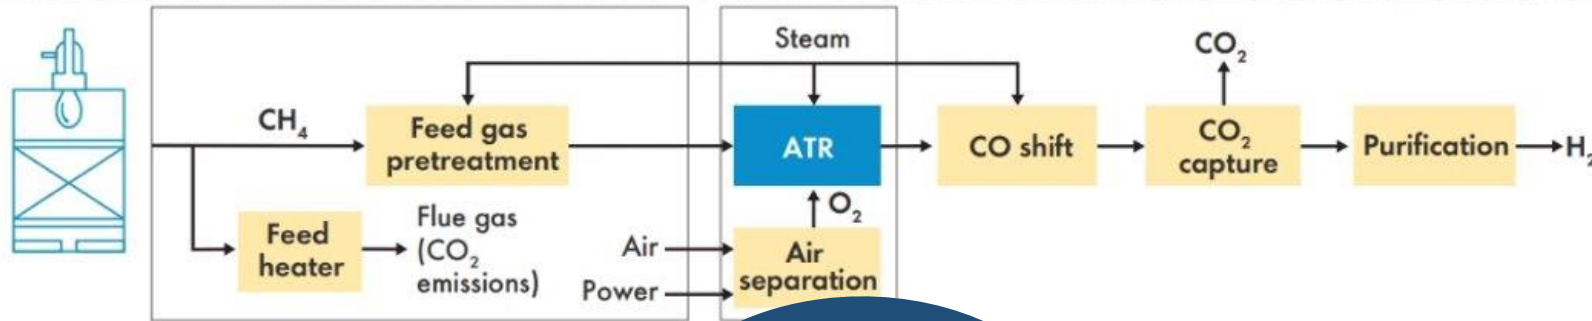 Steam
CO₂
CH₄
Feed gas
pretreatment
ATR
CO shift
CO₂
capture
Purification
H₂
O₂
Feed
heater
Flue gas
(CO₂
emissions)
Air
Power
Air
separation